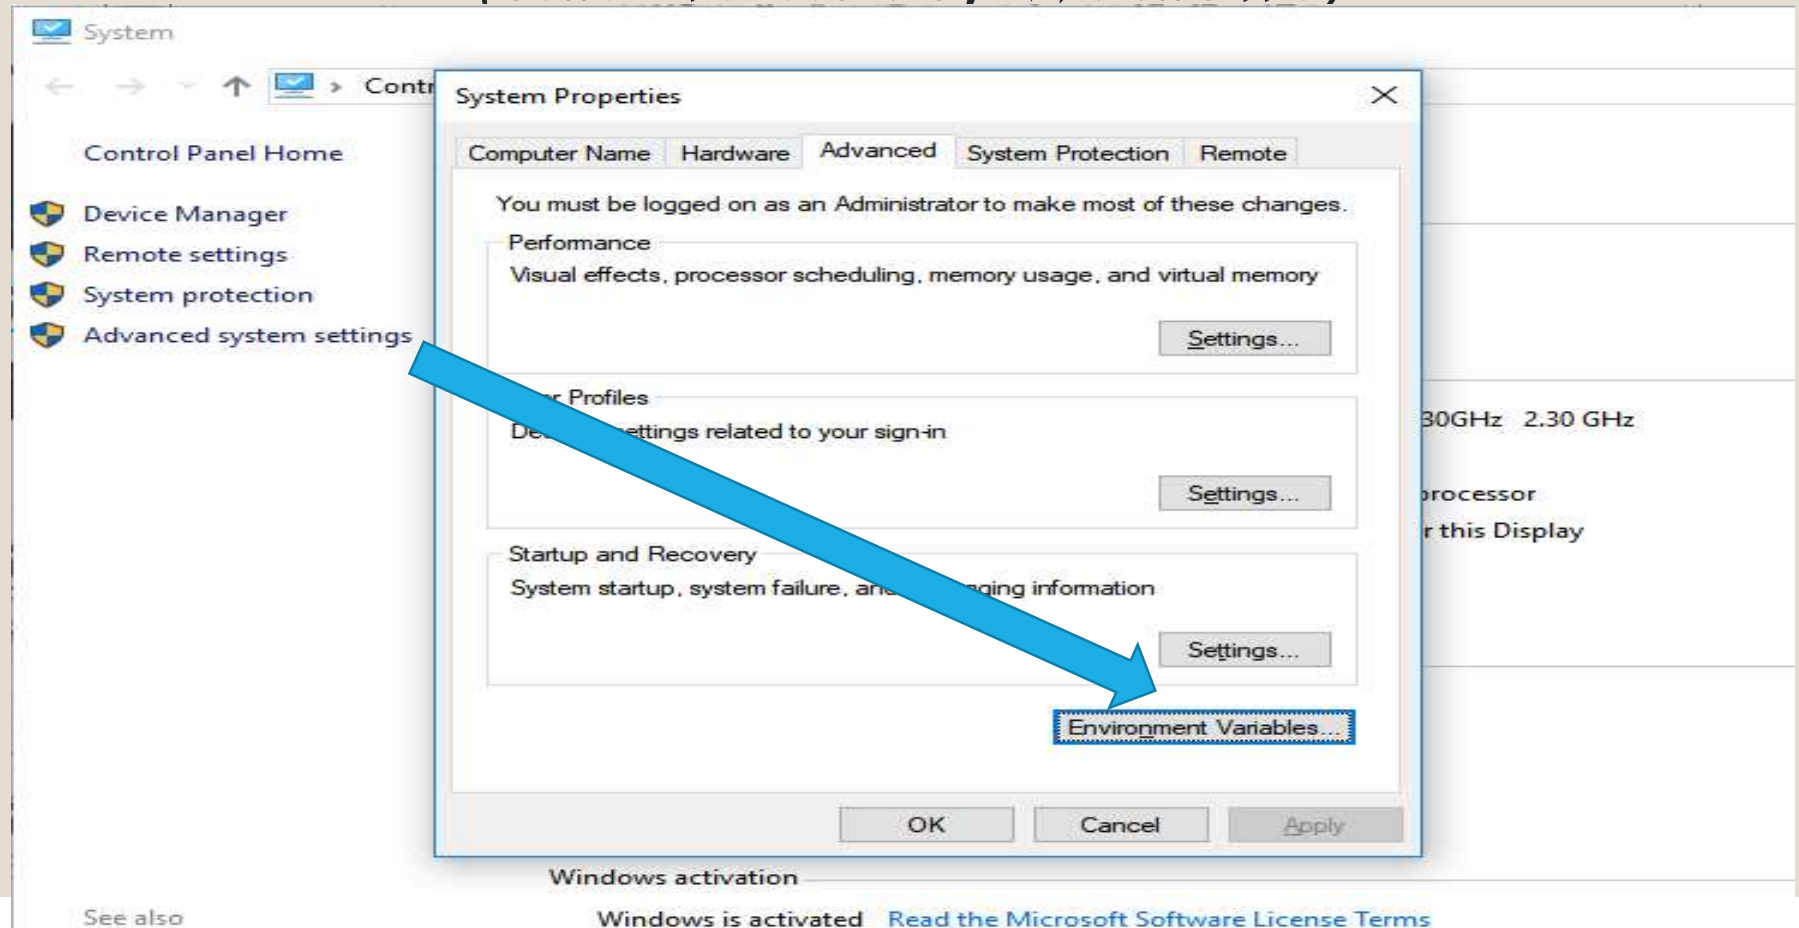 System
Contr
Control Panel Home
Device Manager
Remote settings
System protection
Advanced system settings
See also
System Properties
Computer Name Hardware Advanced System Protection Remote
You must be logged on as an Administrator to make most of these changes.
Performance
Visual effects, processor scheduling, memory usage, and virtual memory
Settings...
Profiles
settings related to your sign-in
Settings...
Startup and Recovery
System startup, system failure, and information
Settings...
Environment Variables...
OK Cancel Apply
30GHz 2.30 GHz
processor
r this Display
Windows activation
Windows is activated Read the Microsoft Software License Terms